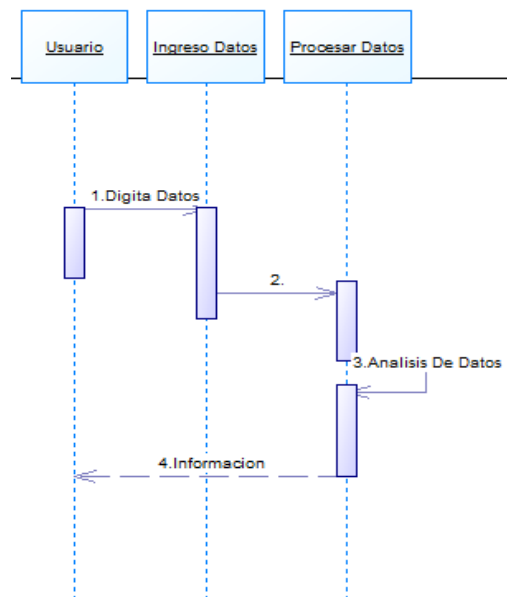 Usuario
Ingreso Datos
Procesar Datos
1.Digita Datos
2.
3.Analisis De Datos
4.Informacion